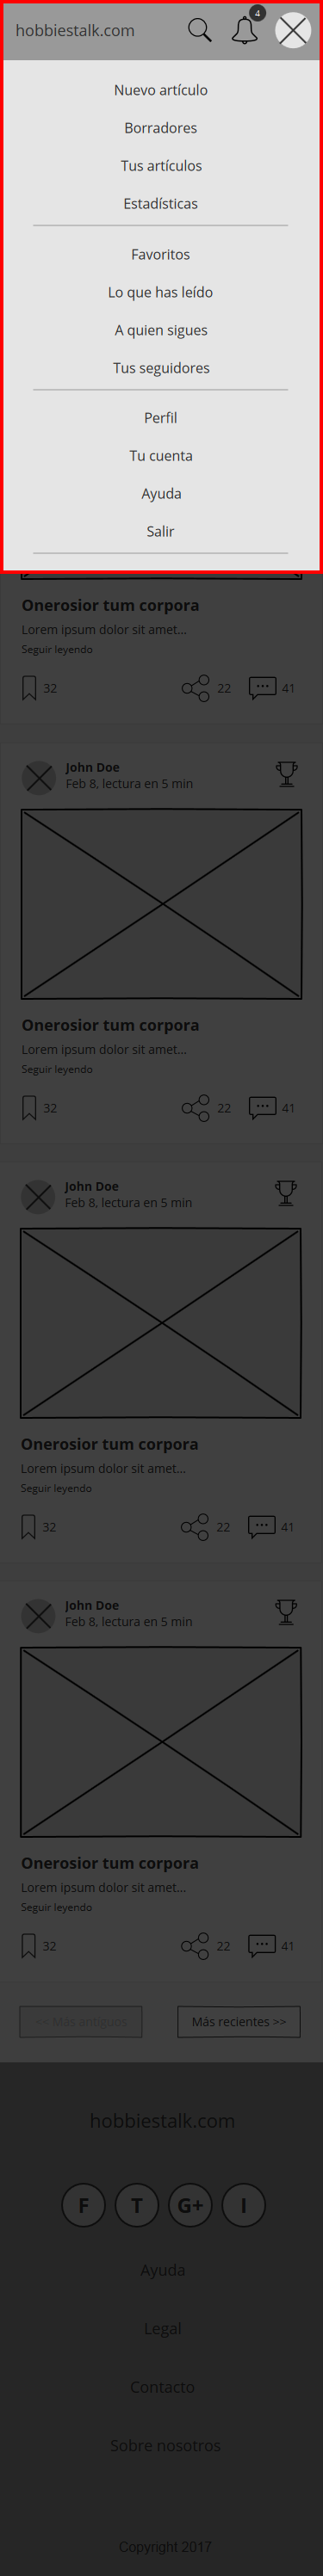 hobbiestalk.com
4
Nuevo artículo
Borradores
Tus artículos
Estadísticas
Favoritos
Lo que has leído
A quien sigues
Tus seguidores
Perfil
Tu cuenta
Ayuda
Salir
Onerosior tum corpora
Lorem ipsum dolor sit amet...
Seguir leyendo
32 22 41
John Doe
Feb 8, lectura en 5 min
Onerosior tum corpora
Lorem ipsum dolor sit amet...
Seguir leyendo
32 22 41
John Doe
Feb 8, lectura en 5 min
Onerosior tum corpora
Lorem ipsum dolor sit amet...
Seguir leyendo
32 22 41
John Doe
Feb 8, lectura en 5 min
Onerosior tum corpora
Lorem ipsum dolor sit amet...
Seguir leyendo
32 22 41
<< Más antiguos Más recientes >>
hobbiestalk.com
F T G+ I
Ayuda
Legal
Contacto
Sobre nosotros
Copyright 2017